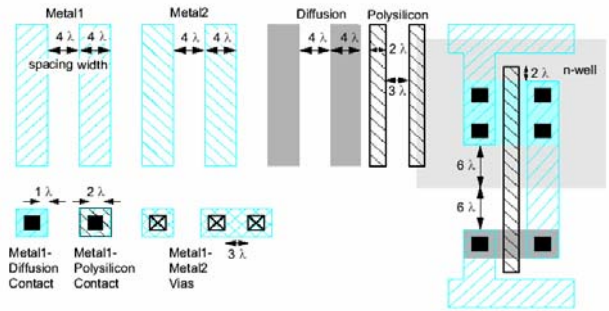 Metal1
Metal2
Diffusion
Polysilicon
4 λ
4 λ
4 λ
4 λ
4 λ
4 λ
2 λ
spacing width
3 λ
n-well
2 λ
6 λ
6 λ
1 λ
2 λ
3 λ
Metal1-
Diffusion
Contact
Metal1-
Polysilicon
Contact
Metal1-
Metal2
Vias